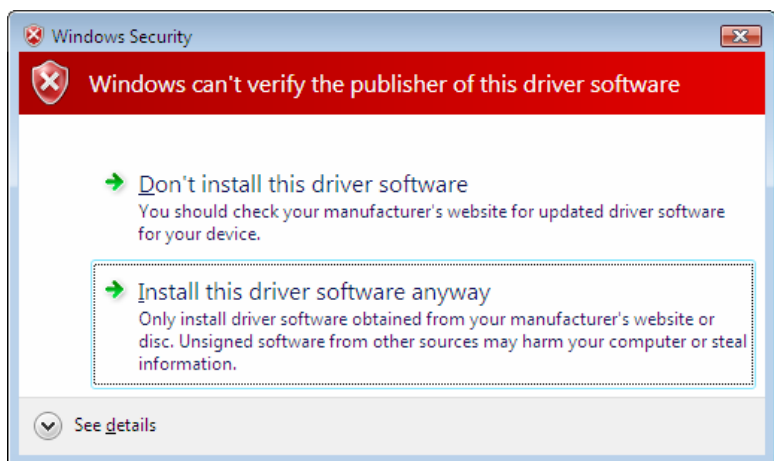 Windows Security
Windows can't verify the publisher of this driver software
Don't install this driver software
You should check your manufacturer's website for updated driver software
for your device.
Install this driver software anyway
Only install driver software obtained from your manufacturer's website or
disc. Unsigned software from other sources may harm your computer or steal
information.
See details